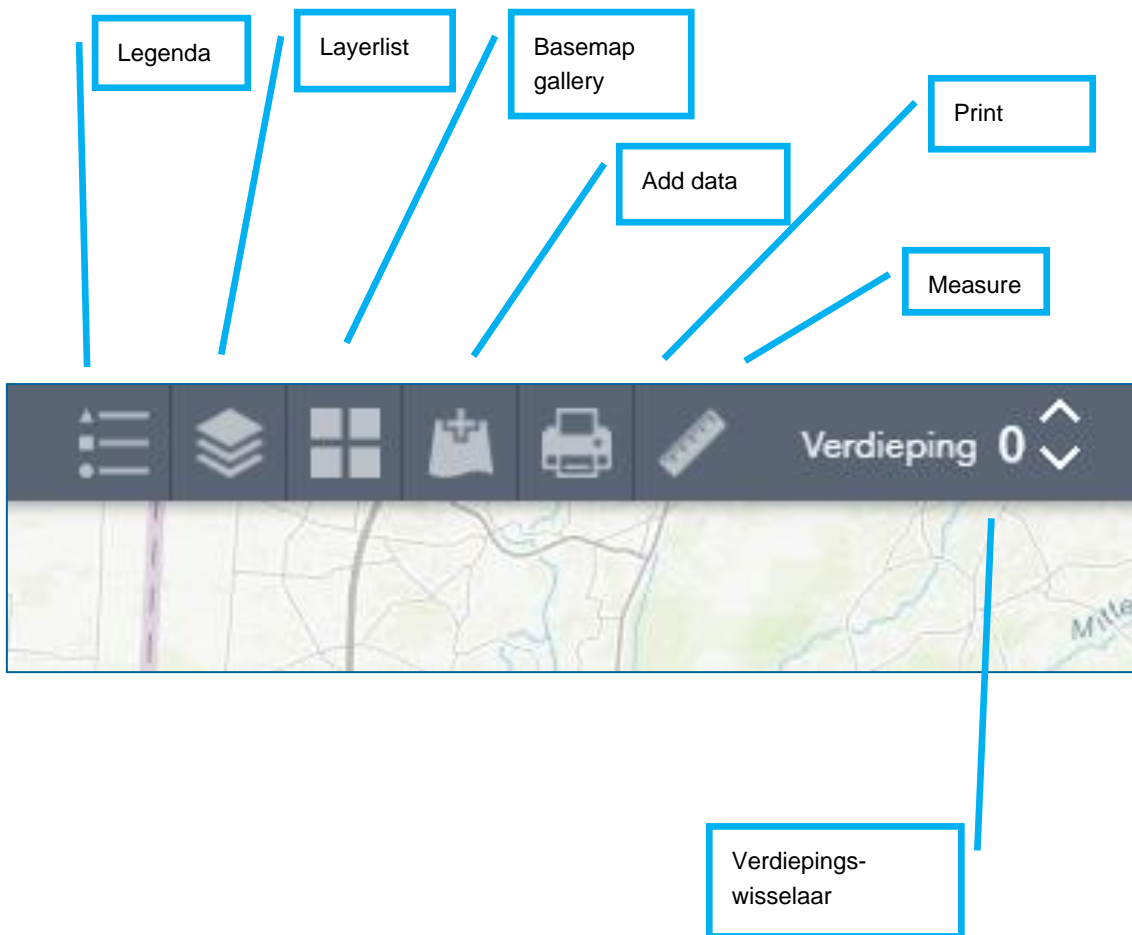 Legenda
Layerlist
Basemap
gallery
Print
Add data
Measure
Verdieping 0
Mitte
Verdiepings-
wisselaar